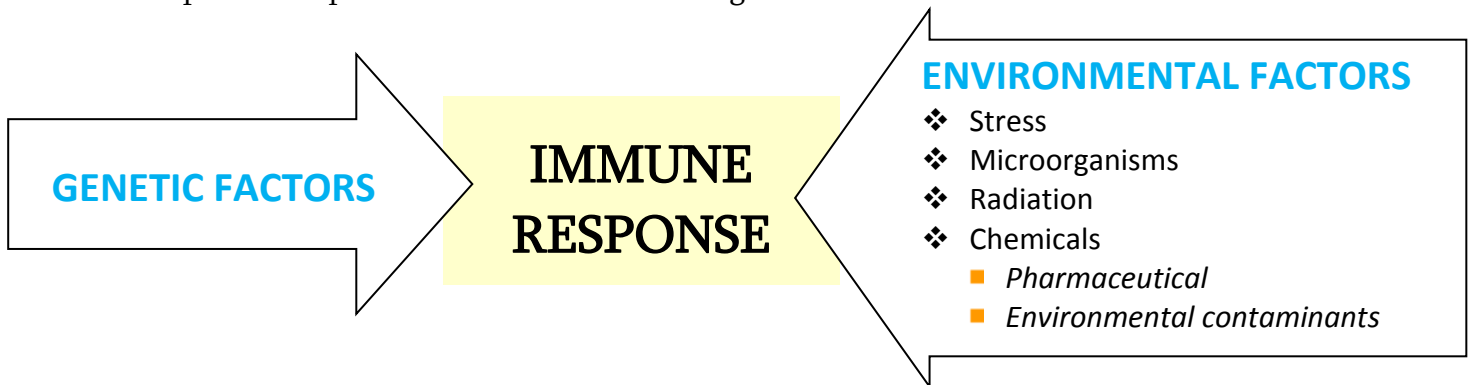 GENETIC FACTORS
IMMUNE
RESPONSE
ENVIRONMENTAL FACTORS
❖ Stress
❖ Microorganisms
❖ Radiation
❖ Chemicals
■ Pharmaceutical
■ Environmental contaminants